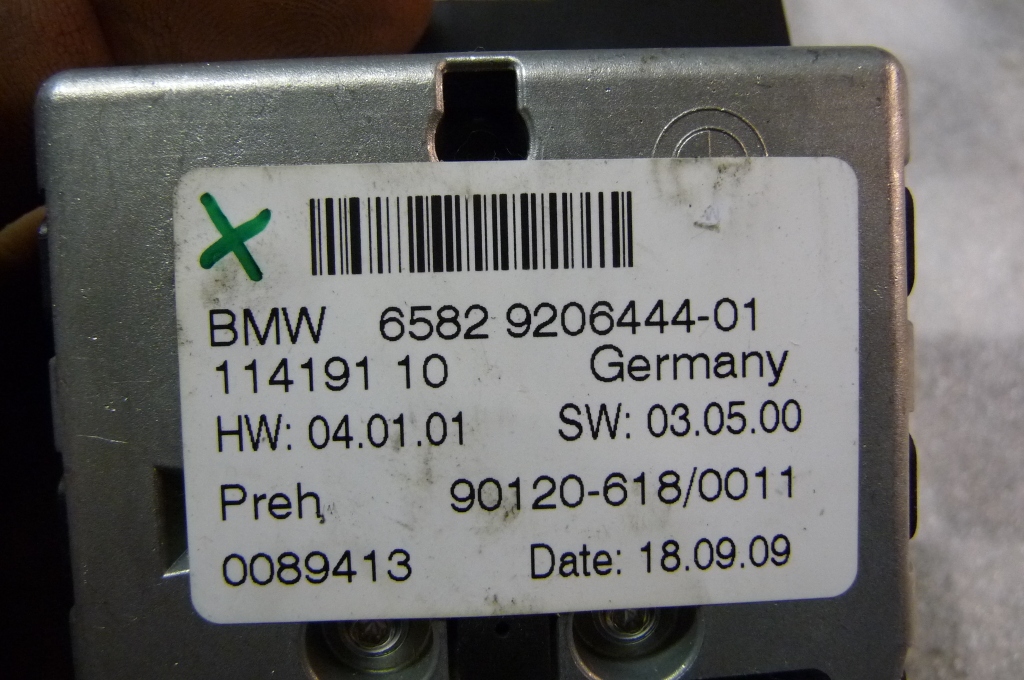 BMW 6582 9206444-01
114191 10 Germany
HW: 04.01.01 SW: 03.05.00
Preh 90120-618/0011
0089413 Date: 18.09.09